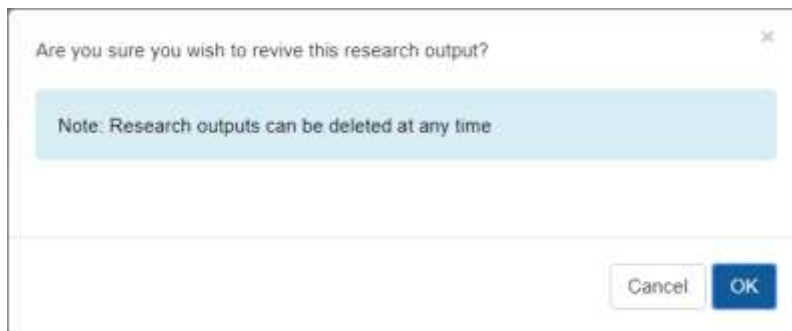 Are you sure you wish to revive this research output?
×
Note: Research outputs can be deleted at any time
Cancel
OK